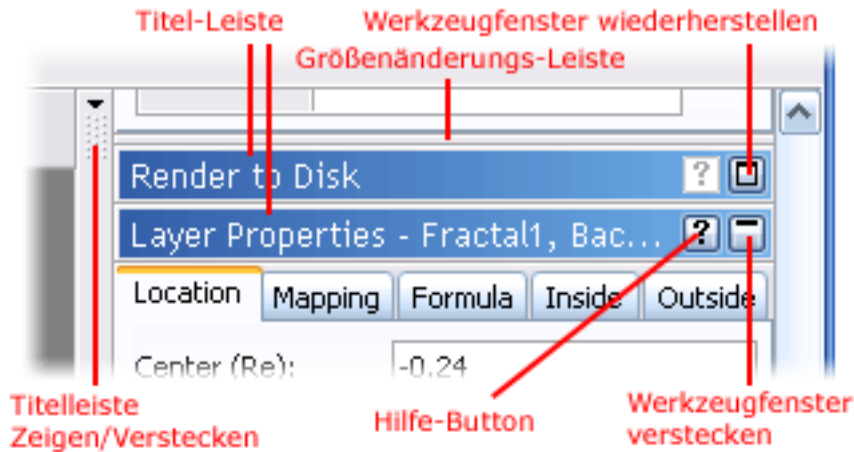 Titel-Leiste
Werkzeugfenster wiederherstellen
Größenänderungs-Leiste
Render to Disk
?
Layer Properties - Fractal1, Bac...
?
Location Mapping Formula Inside Outside
Center (Re): -0.24
Titelleiste
Zeigen/Verstecken
Hilfe-Button
Werkzeugfenster
verstecken